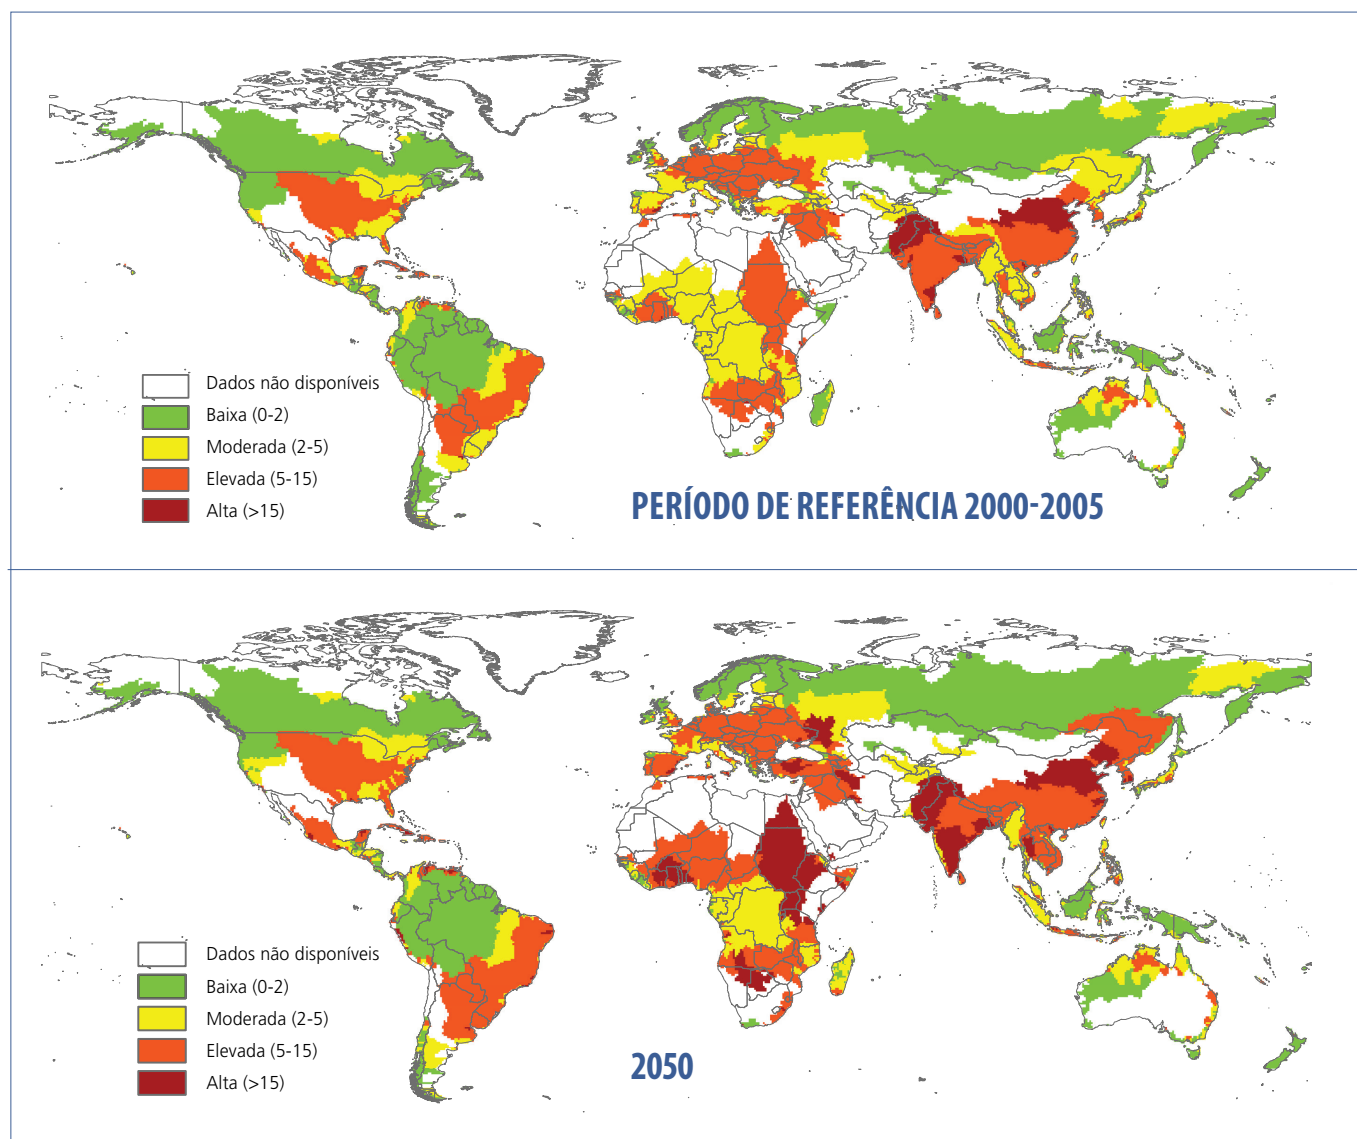 Dados não disponíveis
Baixa (0-2)
Moderada (2-5)
Elevada (5-15)
Alta (>15)
PERÍODO DE REFERÊNCIA 2000-2005
Dados não disponíveis
Baixa (0-2)
Moderada (2-5)
Elevada (5-15)
Alta (>15)
2050